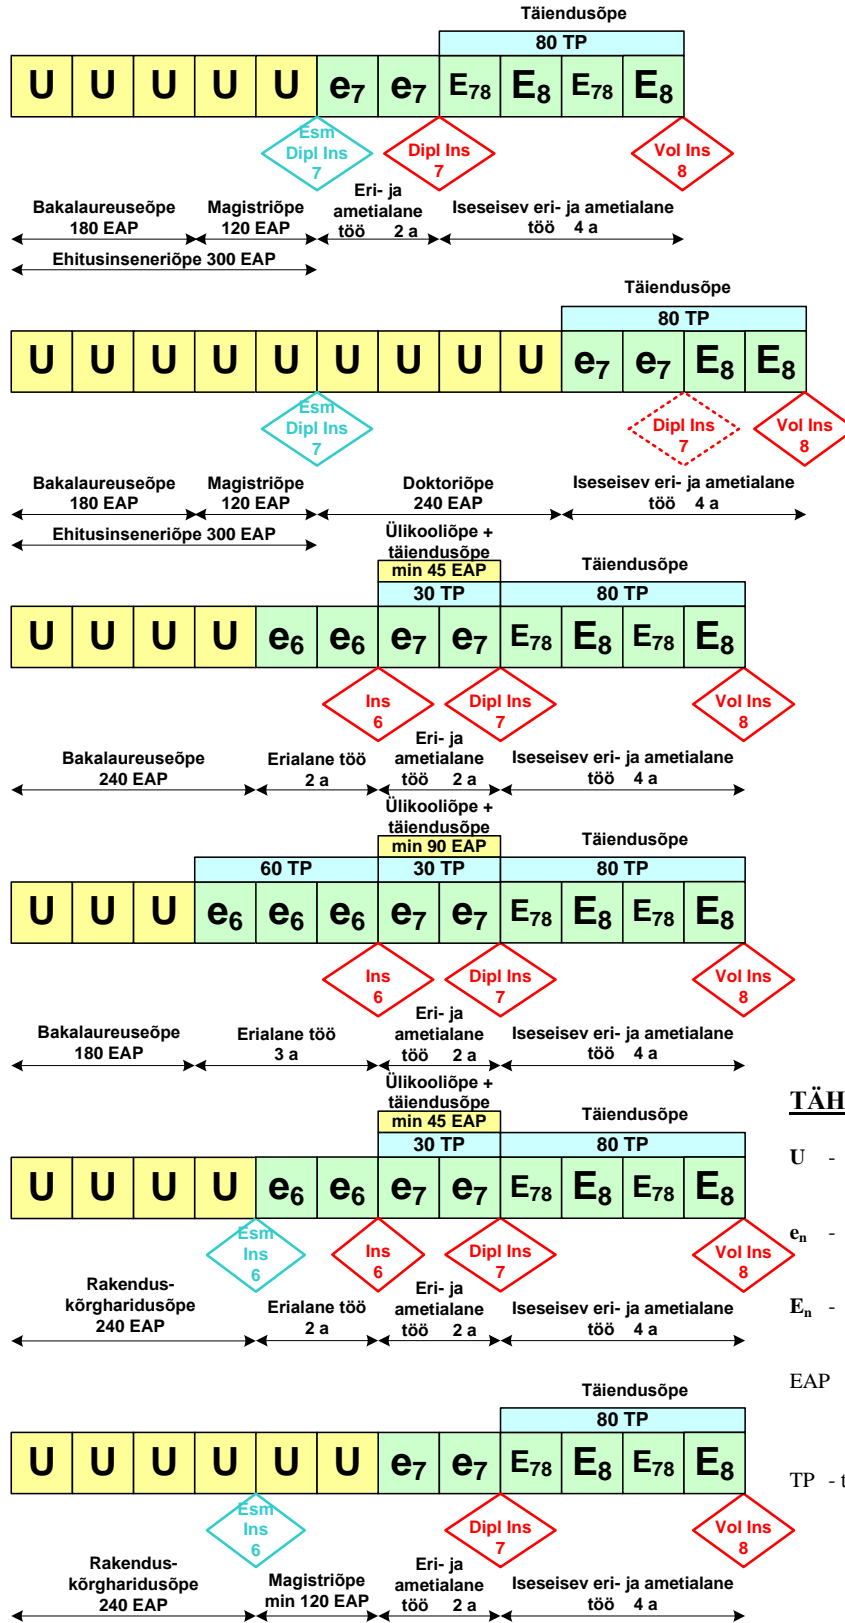 Täiendusõpe
80 TP
U U U U U e7 e7 E78 E8 E78 E8
Esm
Dipl Ins
7
Dipl Ins
7
Vol Ins
8
Bakalaureuseõpe
180 EAP
Magistriõpe
120 EAP
Eri- ja
ametialane
töö 2 a
Iseseisev eri- ja ametialane
töö 4 a
Ehitusinseneriõpe 300 EAP
Täiendusõpe
80 TP
U U U U U U U U U e7 e7 E8 E8
Esm
Dipl Ins
7
Dipl Ins
7
Vol Ins
8
Bakalaureuseõpe
180 EAP
Magistriõpe
120 EAP
Doktoriõpe
240 EAP
Iseseisev eri- ja ametialane
töö 4 a
Ehitusinseneriõpe 300 EAP
Ülikooliõpe +
täiendusõpe
min 45 EAP
30 TP
Täiendusõpe
80 TP
U U U U e6 e6 e7 e7 E78 E8 E78 E8
Ins
6
Dipl Ins
7
Vol Ins
8
Bakalaureuseõpe
240 EAP
Erialane töö
2 a
Eri- ja
ametialane
töö 2 a
Iseseisev eri- ja ametialane
töö 4 a
Ülikooliõpe +
täiendusõpe
min 90 EAP
60 TP
30 TP
Täiendusõpe
80 TP
U U U e6 e6 e6 e7 e7 E78 E8 E78 E8
Ins
6
Dipl Ins
7
Vol Ins
8
Bakalaureuseõpe
180 EAP
Erialane töö
3 a
Eri- ja
ametialane
töö 2 a
Iseseisev eri- ja ametialane
töö 4 a
Ülikooliõpe +
täiendusõpe
min 45 EAP
30 TP
Täiendusõpe
80 TP
U U U U e6 e6 e7 e7 E78 E8 E78 E8
Esm
Ins
6
Ins
6
Dipl Ins
7
Vol Ins
8
Rakendus-
kõrgharidusõpe
240 EAP
Erialane töö
2 a
Eri- ja
ametialane
töö 2 a
Iseseisev eri- ja ametialane
töö 4 a
Täiendusõpe
80 TP
U U U U U U e7 e7 E78 E8 E78 E8
Esm
Ins
6
Dipl Ins
7
Vol Ins
8
Rakendus-
kõrgharidusõpe
240 EAP
Magistriõpe
min 120 EAP
Eri- ja
ametialane
töö 2 a
Iseseisev eri- ja ametialane
töö 4 a
TÄH
U -
en -
En -
EAP
TP - t